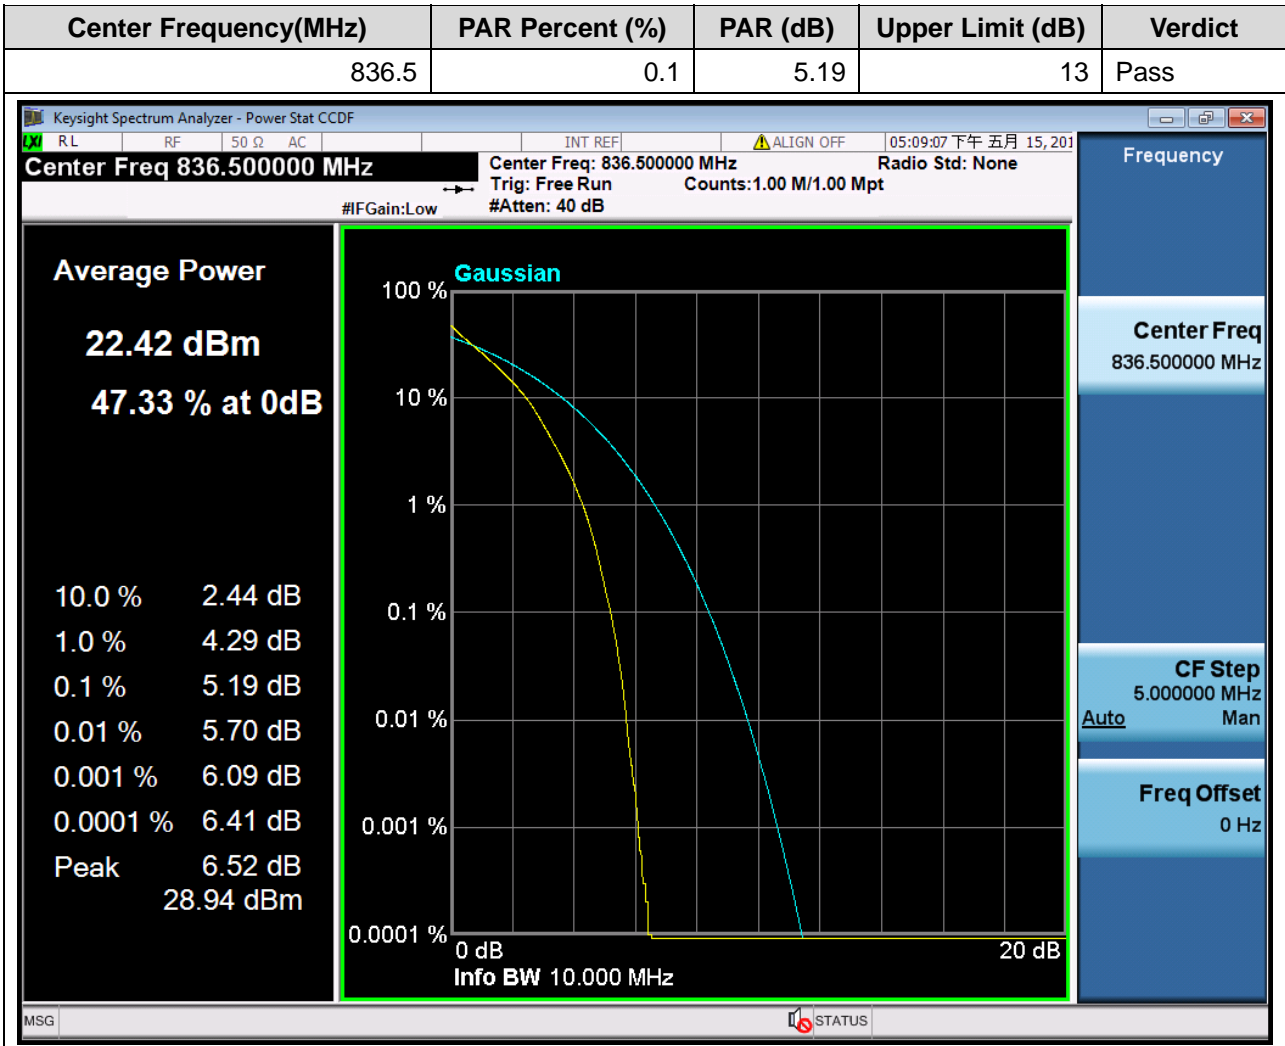 Center Frequency(MHz) PAR Percent (%) PAR (dB) Upper Limit (dB) Verdict
836.5 0.1 5.19 13 Pass
Keysight Spectrum Analyzer - Power Stat CCDF
LXI RL RF 50 Ω AC INT REF ALIGN OFF 05:09:07 下午 五月 15, 201
Center Freq 836.500000 MHz
Center Freq: 836.500000 MHz Radio Std: None
Trig: Free Run Counts:1.00 M/1.00 Mpt
#IFGain:Low #Atten: 40 dB
Average Power
22.42 dBm
47.33 % at 0dB
10.0 % 2.44 dB
1.0 % 4.29 dB
0.1 % 5.19 dB
0.01 % 5.70 dB
0.001 % 6.09 dB
0.0001 % 6.41 dB
Peak 6.52 dB
28.94 dBm
Gaussian
100 %
10 %
1 %
0.1 %
0.01 %
0.001 %
0.0001 %
0 dB 20 dB
Info BW 10.000 MHz
Frequency
Center Freq
836.500000 MHz
CF Step
5.000000 MHz
Auto Man
Freq Offset
0 Hz
MSG STATUS